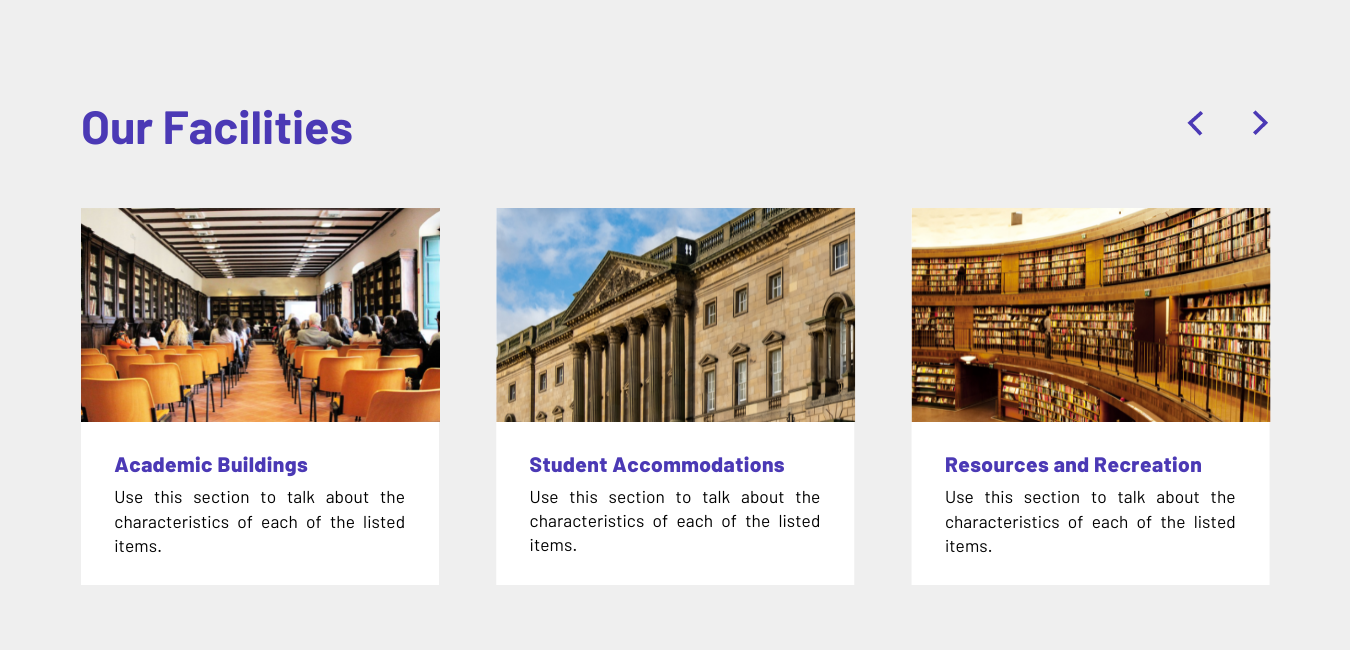 Our Facilities
Academic Buildings
Use this section to talk about the
characteristics of each of the listed
items.
Student Accommodations
Use this section to talk about the
characteristics of each of the listed
items.
Resources and Recreation
Use this section to talk about the
characteristics of each of the listed
items.